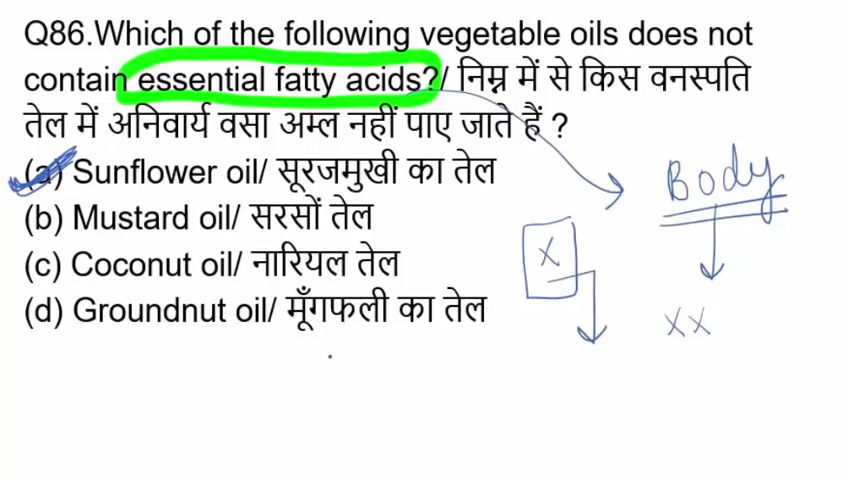 Q86.Which of the following vegetable oils does not
contain essential fatty acids?/ निम्न में से किस वनस्पति
तेल में अनिवार्य वसा अम्ल नहीं पाए जाते हैं ?
(a) Sunflower oil/ सूरजमुखी का तेल
Body
(b) Mustard oil/ सरसों तेल
(c) Coconut oil/ नारियल तेल
X
(d) Groundnut oil/ मूँगफली का तेल
XX